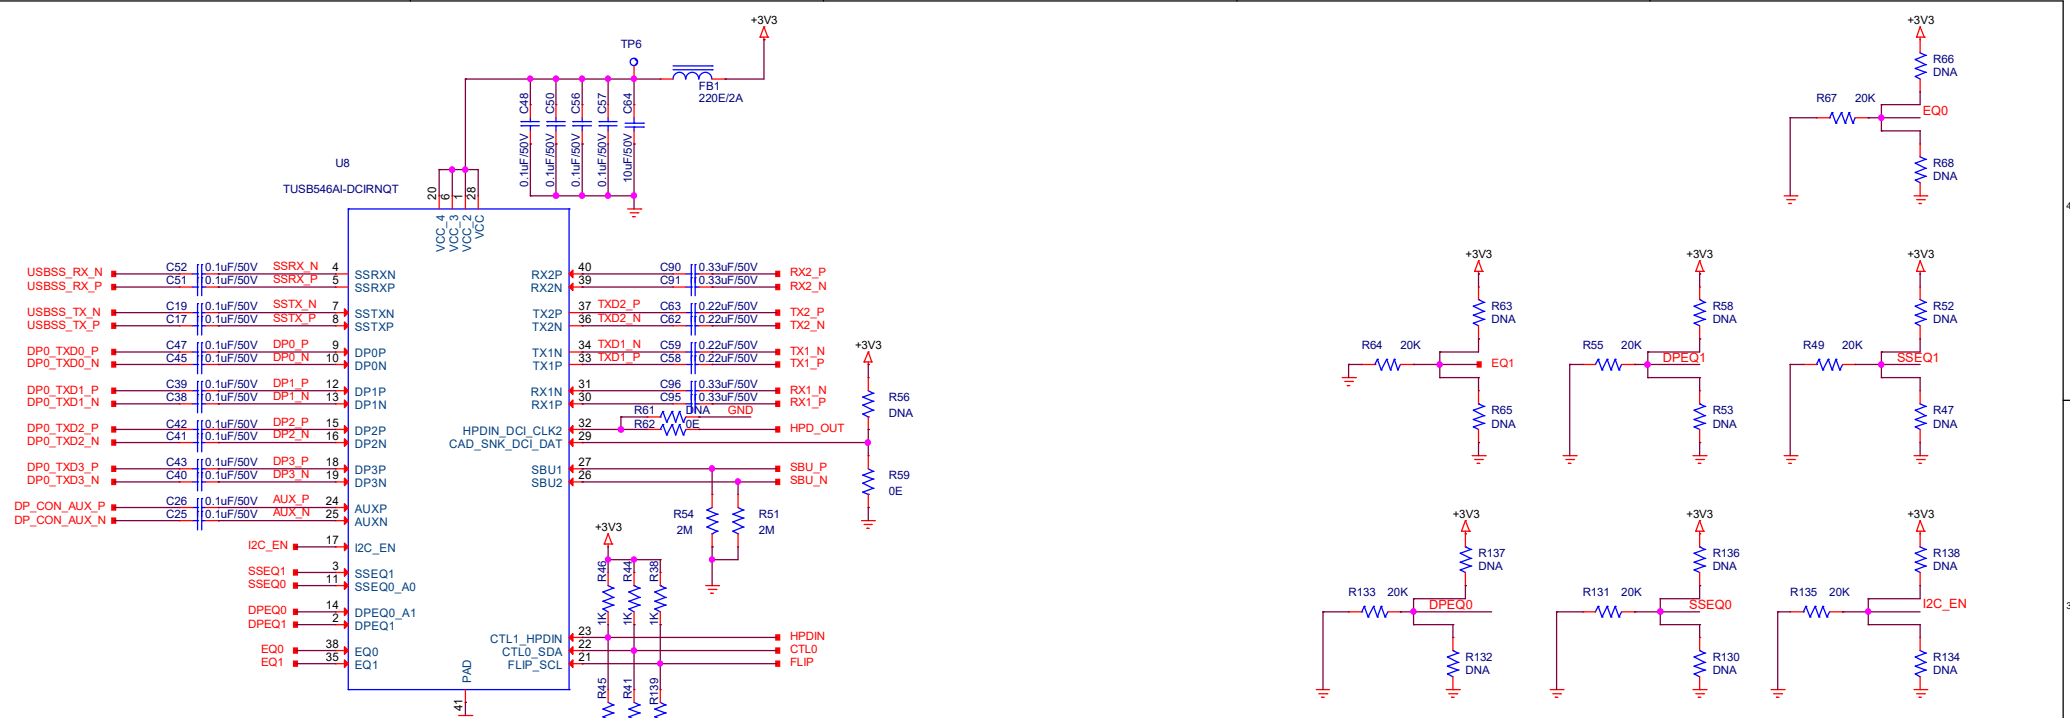 +3V3
TP6
FB1
220E/2A
C48
C50
C56
C57
C64
0.1uF/50V
0.1uF/50V
0.1uF/50V
0.1uF/50V
10uF/50V
U8
TUSB546AI-DCIRNQT
20
6
1
28
VCC_4
VCC_3
VCC_2
VCC
USBSS_RX_N C52 0.1uF/50V SSRX_N 4 SSRXN
USBSS_RX_P C51 0.1uF/50V SSRX_P 5 SSRXP
USBSS_TX_N C19 0.1uF/50V SSTX_N 7 SSTXN
USBSS_TX_P C17 0.1uF/50V SSTX_P 8 SSTXP
DP0_TXD0_P C47 0.1uF/50V DP0_P 9 DP0P
DP0_TXD0_N C45 0.1uF/50V DP0_N 10 DP0N
DP0_TXD1_P C39 0.1uF/50V DP1_P 12 DP1P
DP0_TXD1_N C38 0.1uF/50V DP1_N 13 DP1N
DP0_TXD2_P C42 0.1uF/50V DP2_P 15 DP2P
DP0_TXD2_N C41 0.1uF/50V DP2_N 16 DP2N
DP0_TXD3_P C43 0.1uF/50V DP3_P 18 DP3P
DP0_TXD3_N C40 0.1uF/50V DP3_N 19 DP3N
DP_CON_AUX_P C26 0.1uF/50V AUX_P 24 AUXP
DP_CON_AUX_N C25 0.1uF/50V AUX_N 25 AUXN
I2C_EN 17 I2C_EN
SSEQ1 3 SSEQ1
SSEQ0 11 SSEQ0_A0
DPEQ0 14 DPEQ0_A1
DPEQ1 2 DPEQ1
EQ0 38 EQ0
EQ1 35 EQ1
PAD
41
RX2P 40 C90 0.33uF/50V RX2_P
RX2N 39 C91 0.33uF/50V RX2_N
TX2P 37 TXD2_P C63 0.22uF/50V TX2_P
TX2N 36 TXD2_N C62 0.22uF/50V TX2_N
TX1N 34 TXD1_N C59 0.22uF/50V TX1_N
TX1P 33 TXD1_P C58 0.22uF/50V TX1_P
RX1N 31 C96 0.33uF/50V RX1_N
RX1P 30 C95 0.33uF/50V RX1_P
R61 DNA GND
HPDIN_DCI_CLK2 32 R62 0E HPD_OUT
CAD_SNK_DCI_DAT 29
SBU1 27 SBU_P
SBU2 26 SBU_N
+3V3
R56
DNA
R59
0E
R54
2M
R51
2M
+3V3
R46
R44
R38
1K
1K
1K
CTL1_HPDIN 23 HPDIN
CTL0_SDA 22 CTL0
FLIP_SCL 21 FLIP
R45
R41
R139
+3V3
R66
DNA
R67 20K
EQ0
R68
DNA
4
+3V3
R63
DNA
R64 20K
EQ1
R65
DNA
+3V3
R58
DNA
R55 20K
DPEQ1
R53
DNA
+3V3
R52
DNA
R49 20K
SSEQ1
R47
DNA
+3V3
R137
DNA
R133 20K
DPEQ0
R132
DNA
+3V3
R136
DNA
R131 20K
SSEQ0
R130
DNA
+3V3
R138
DNA
R135 20K
I2C_EN
R134
DNA
3